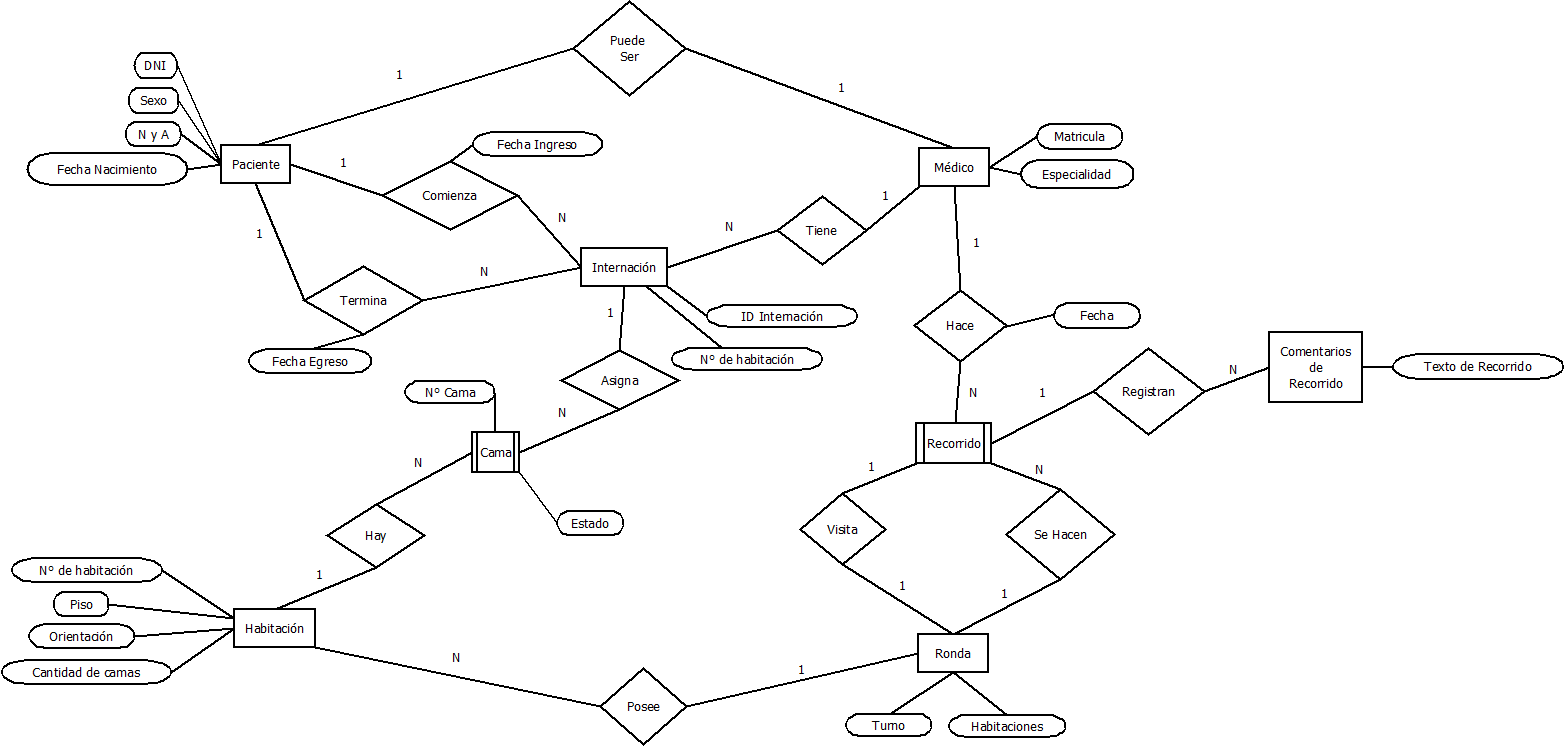 Puede
Ser
DNI
1
1
Sexo
N y A
Fecha Nacimiento
Paciente
1
Fecha Ingreso
Matricula
Médico
Especialidad
Comienza
1
N
N
Tiene
1
N
1
Internación
Termina
ID Internación
1
Hace
Fecha
Fecha Egreso
N° de habitación
Comentarios
de
Recorrido
Texto de Recorrido
Asigna
N° Cama
N
N
1
Registran
N
Cama
Recorrido
N
1
N
Estado
Hay
Visita
Se Hacen
N° de habitación
1
1
1
Piso
Orientación
Habitación
Cantidad de camas
N
1
Ronda
Posee
Turno
Habitaciones